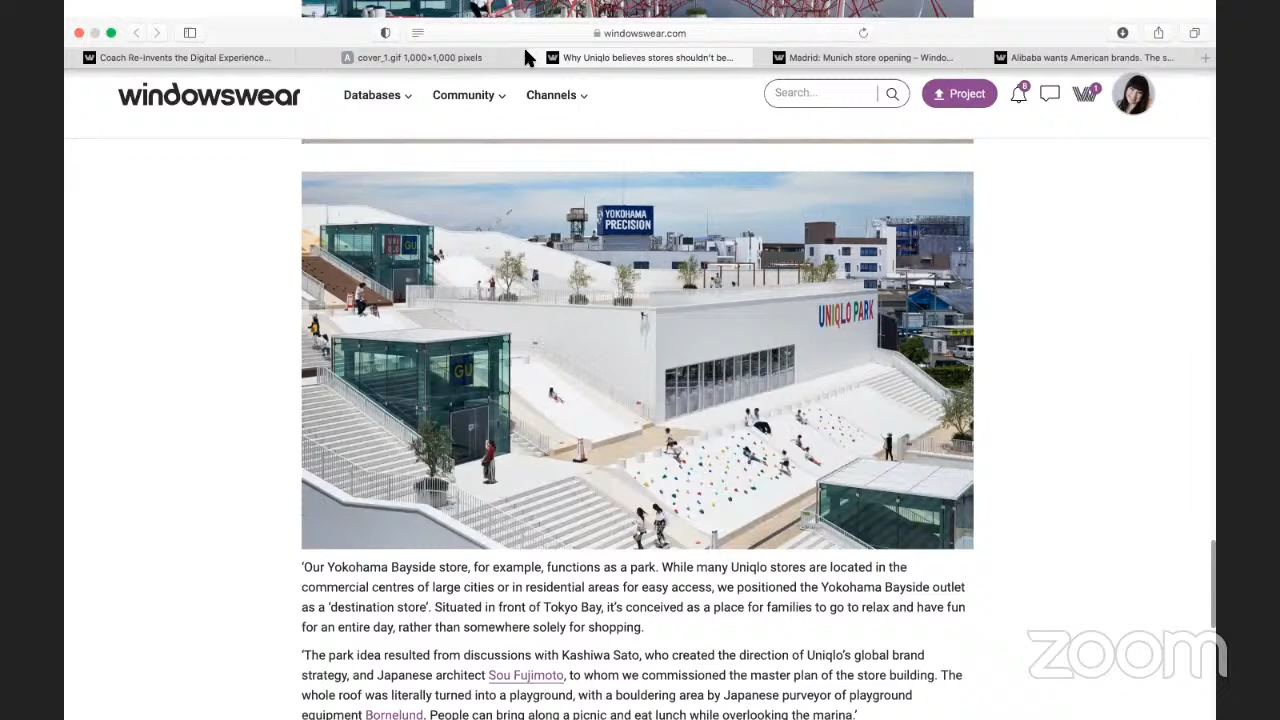 windowswear.com
Coach Re-Invents the Digital Experience...
cover_1.gif 1,000×1,000 pixels
Why Uniqlo believes stores shouldn't be...
Madrid: Munich store opening – Windo...
Alibaba wants American brands. The s...
windowswear
Databases
Community
Channels
Search...
Project
8
1
YOKOHAMA
PRECISION
UNI
QLO
GU
UNIQLO PARK
GU
'Our Yokohama Bayside store, for example, functions as a park. While many Uniqlo stores are located in the
commercial centres of large cities or in residential areas for easy access, we positioned the Yokohama Bayside outlet
as a 'destination store'. Situated in front of Tokyo Bay, it's conceived as a place for families to go to relax and have fun
for an entire day, rather than somewhere solely for shopping.
'The park idea resulted from discussions with Kashiwa Sato, who created the direction of Uniqlo's global brand
strategy, and Japanese architect Sou Fujimoto, to whom we commissioned the master plan of the store building. The
whole roof was literally turned into a playground, with a bouldering area by Japanese purveyor of playground
equipment Bornelund. People can bring along a picnic and eat lunch while overlooking the marina.'
zoom